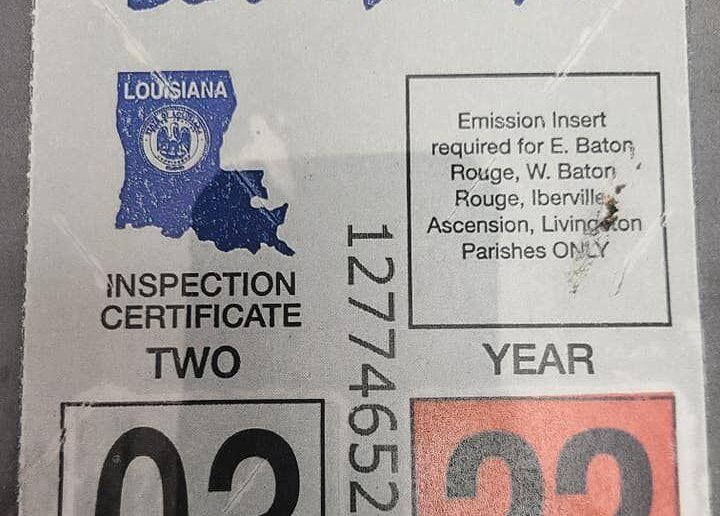 LOUISIANA
INSPECTION
CERTIFICATE
TWO
12774652
Emission Insert
required for E. Baton
Rouge, W. Baton
Rouge, Iberville,
Ascension, Livingston
Parishes ONLY
YEAR